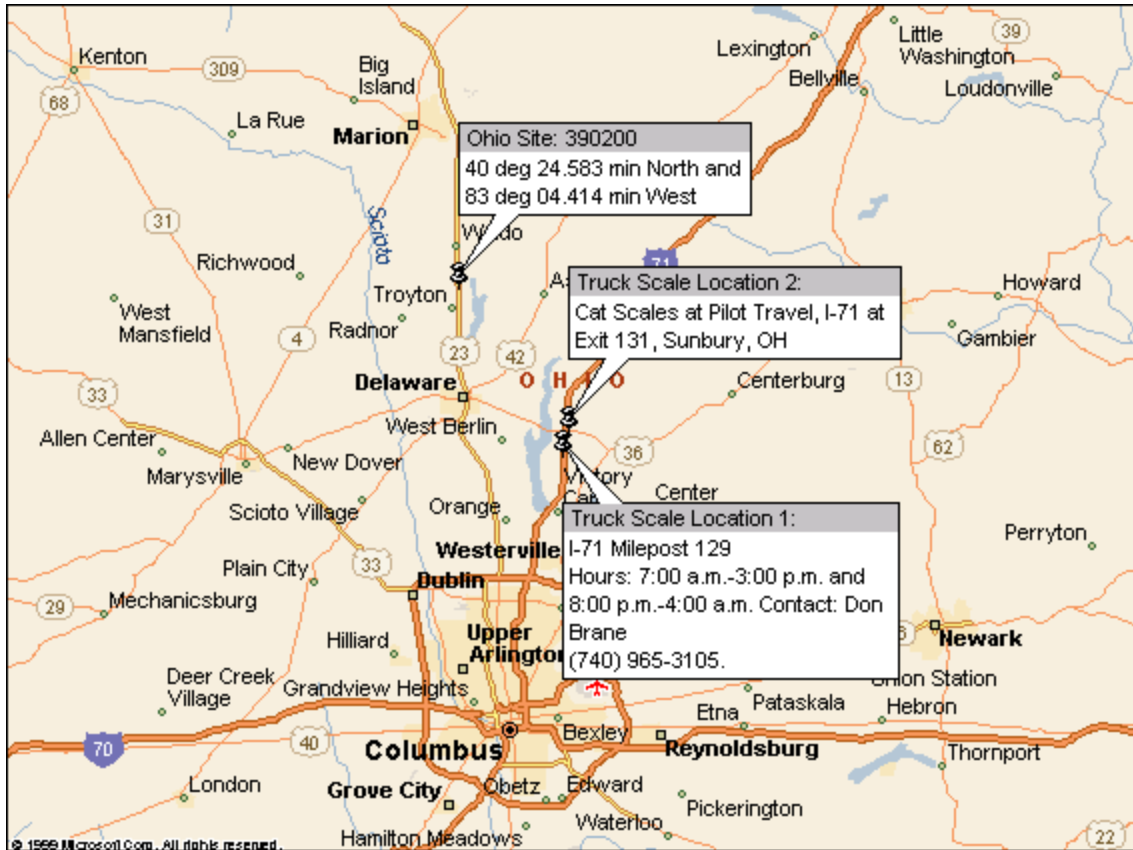 Kenton
309
Big
Island
Lexington
Little
Washington
39
Bellville
Loudonville
68
La Rue
Marion
Ohio Site: 390200
40 deg 24.583 min North and
83 deg 04.414 min West
31
Scioto
Richwood
71
Troyton
Truck Scale Location 2:
Cat Scales at Pilot Travel, I-71 at
Exit 131, Sunbury, OH
Howard
West
Mansfield
Radnor
4
23
42
Gambier
OHIO
Delaware
Centerburg
13
33
Allen Center
West Berlin
36
62
Marysville
New Dover
Center
Scioto Village
Orange
Truck Scale Location 1:
I-71 Milepost 129
Hours: 7:00 a.m.-3:00 p.m. and
8:00 p.m.-4:00 a.m. Contact: Don
Brane
(740) 965-3105.
Perryton
Westerville
33
Plain City
Dublin
29
Mechanicsburg
Hilliard
Upper
Arlington
Newark
Deer Creek
Village
Grandview Heights
Union Station
Pataskala
Hebron
Etna
70
40
Columbus
Bexley
Reynoldsburg
Thornport
London
Grove City
Obetz
Edward
Pickerington
Hamilton Meadows
Waterloo
22
© 1999 Microsoft Corp. All rights reserved.